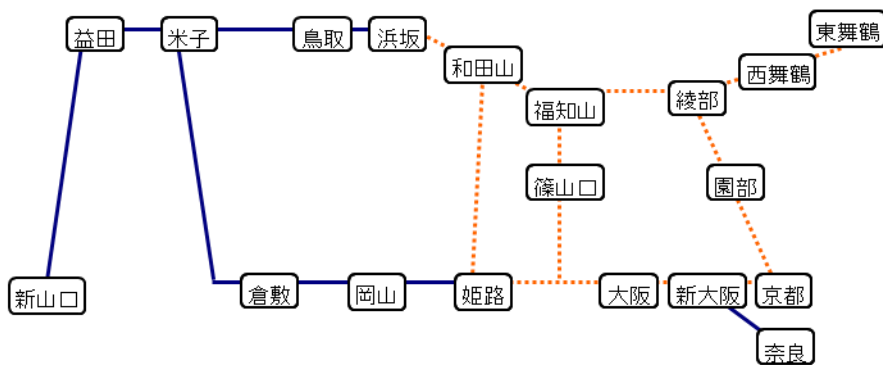 東舞鶴
益田
米子
鳥取
浜坂
和田山
西舞鶴
福知山
綾部
篠山口
園部
新山口
倉敷
岡山
姫路
大阪
新大阪
京都
奈良